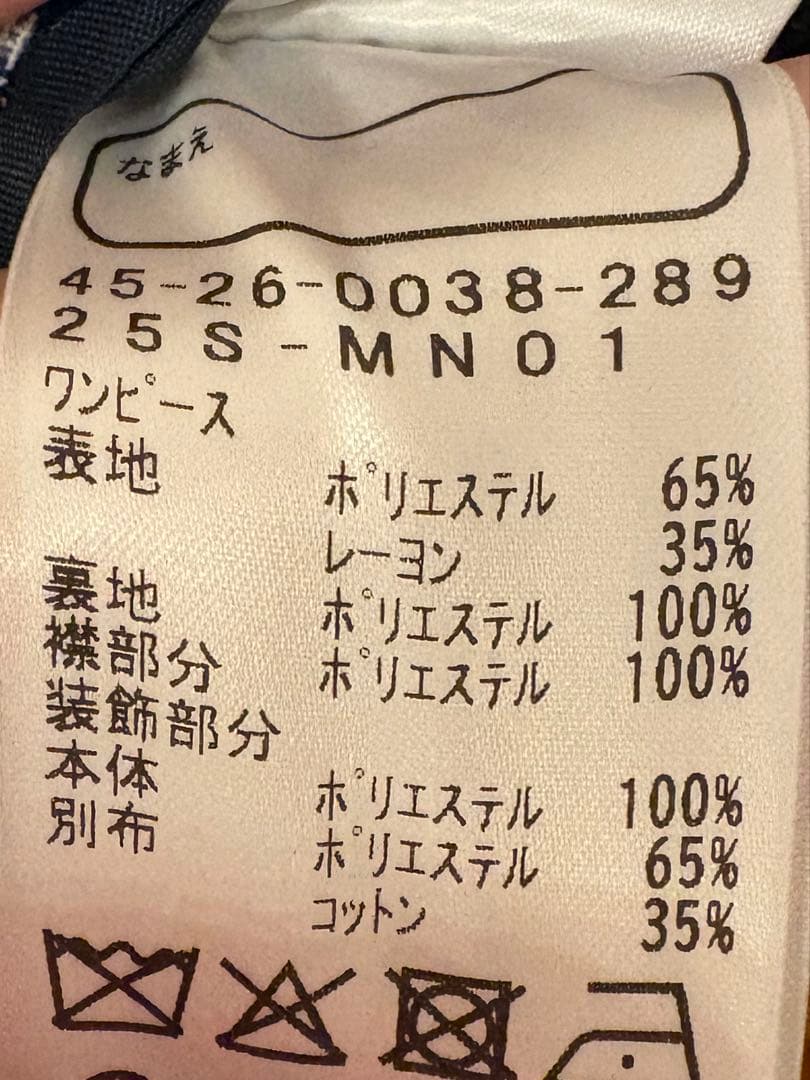 なまえ
45-26-0038-289
25S-MN01
ワンピース
表地
ポリエステル 65%
レーヨン 35%
裏地 ポリエステル 100%
襟部分 ポリエステル 100%
装飾部分
本体 ポリエステル 100%
別布 ポリエステル 65%
コットン 35%